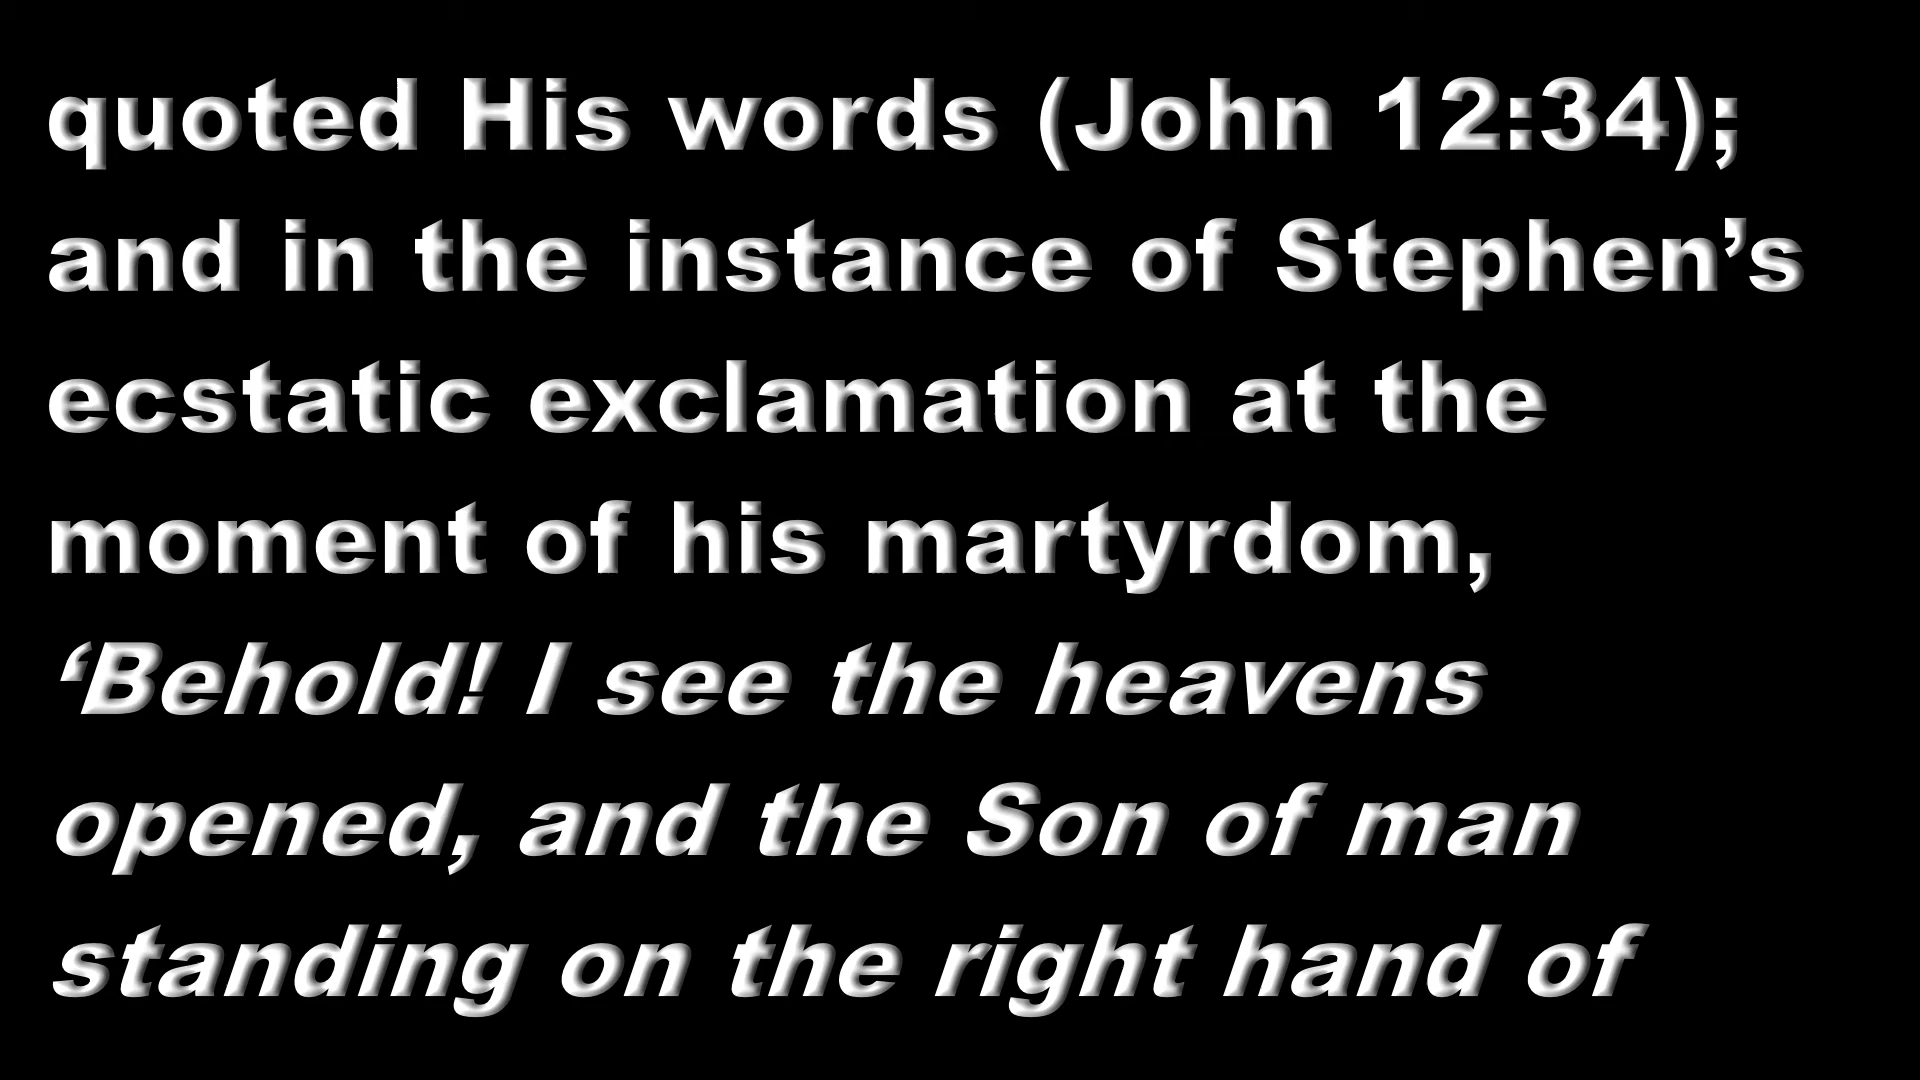 quoted His words (John 12:34);
and in the instance of Stephen’s
ecstatic exclamation at the
moment of his martyrdom,
‘Behold! I see the heavens
opened, and the Son of man
standing on the right hand of